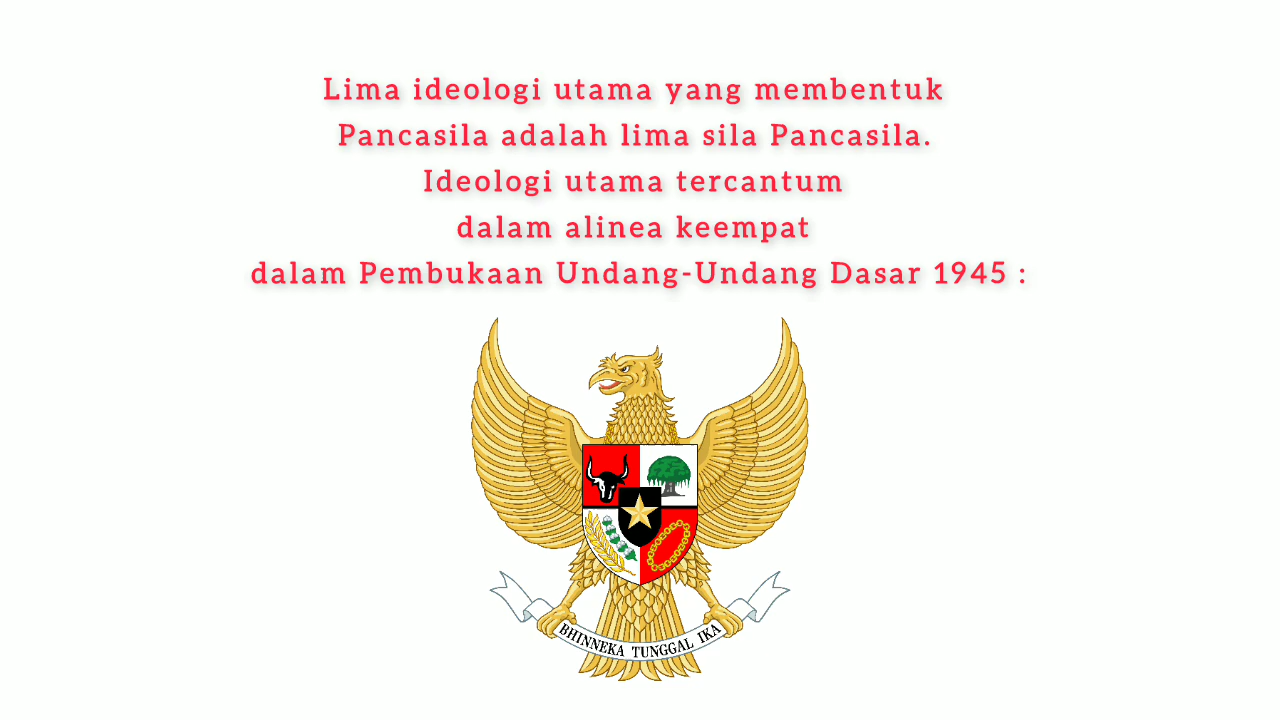 Lima ideologi utama yang membentuk
Pancasila adalah lima sila Pancasila.
Ideologi utama tercantum
dalam alinea keempat
dalam Pembukaan Undang-Undang Dasar 1945 :
BHINNEKA TUNGGAL IKA